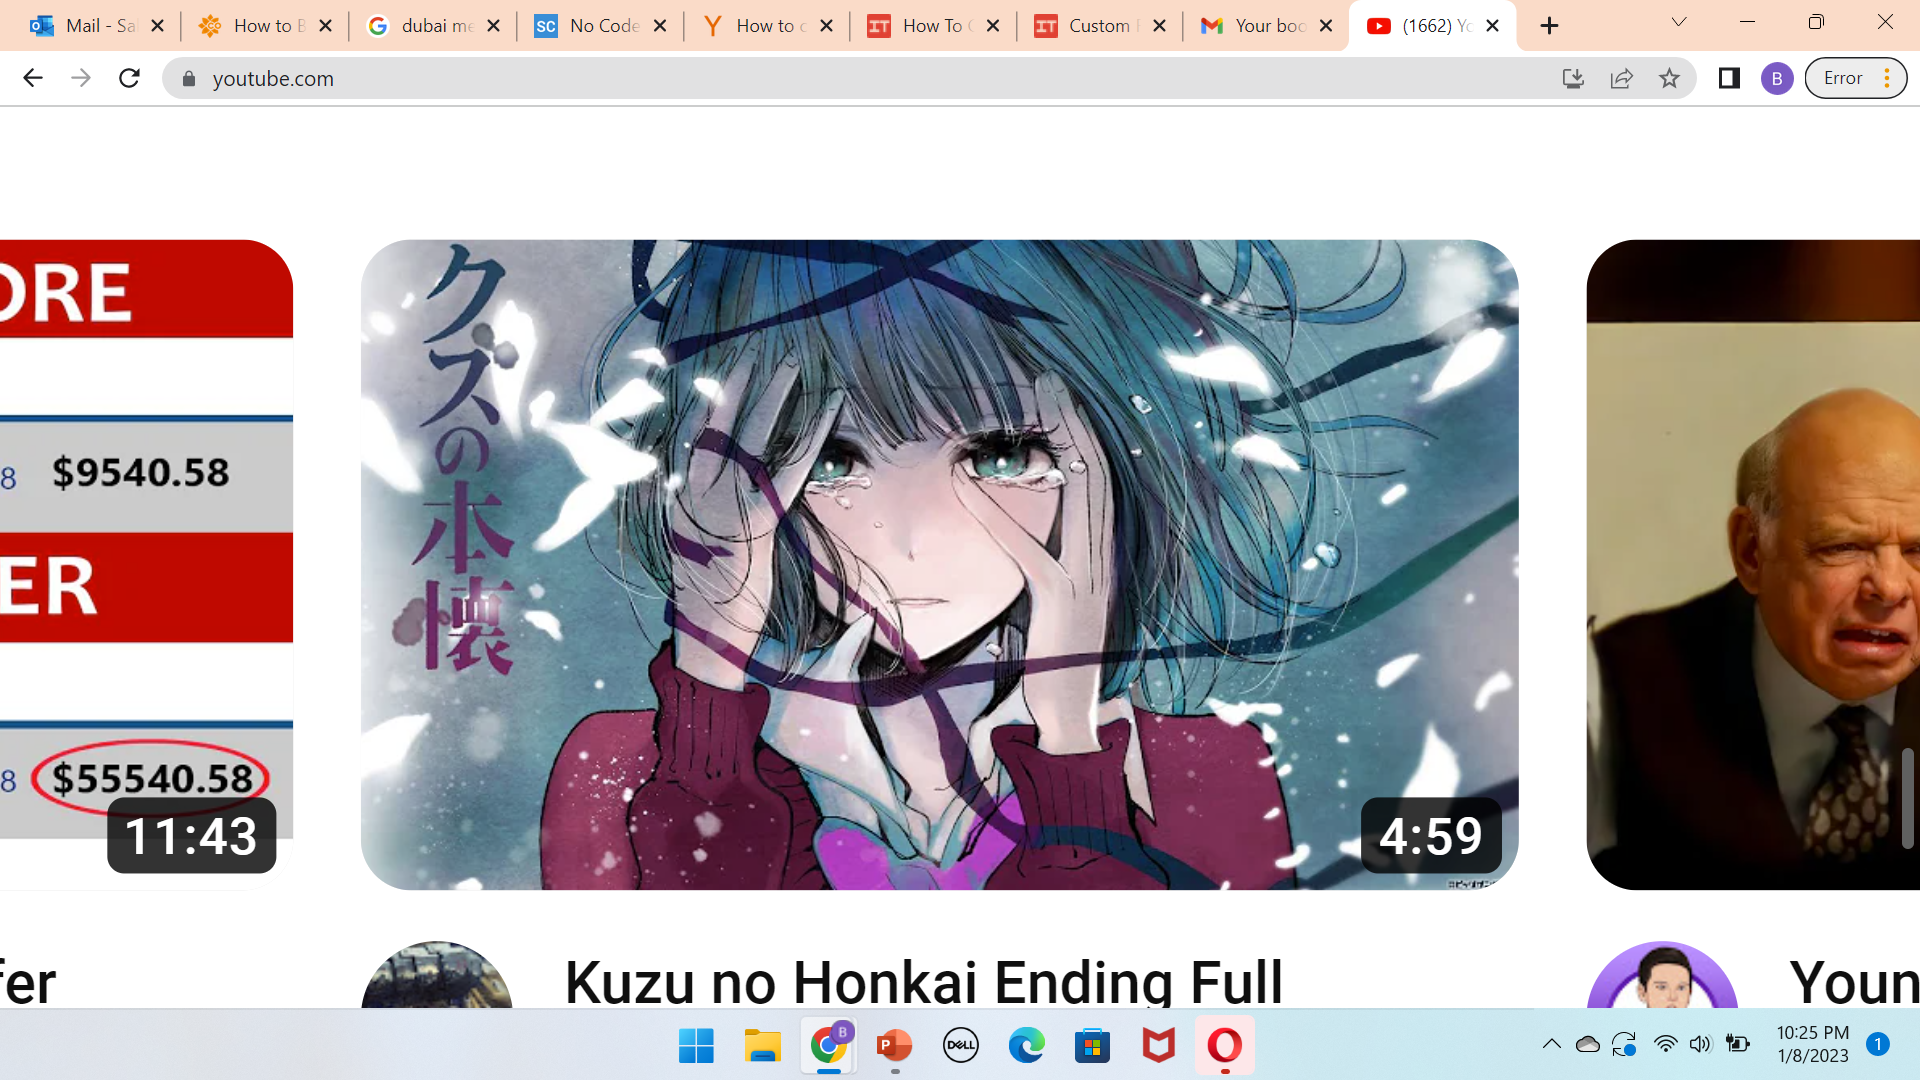 Mail - Sa
How to B
dubai me
No Code
How to c
How To C
Custom
Your boo
(1662) Yo
youtube.com
B
Error
ORE
8 $9540.58
ER
8 $55540.58
11:43
クズの本懐
4:59
fer
Kuzu no Honkai Ending Full
Youn
B
P
DELL
10:25 PM
1/8/2023
1